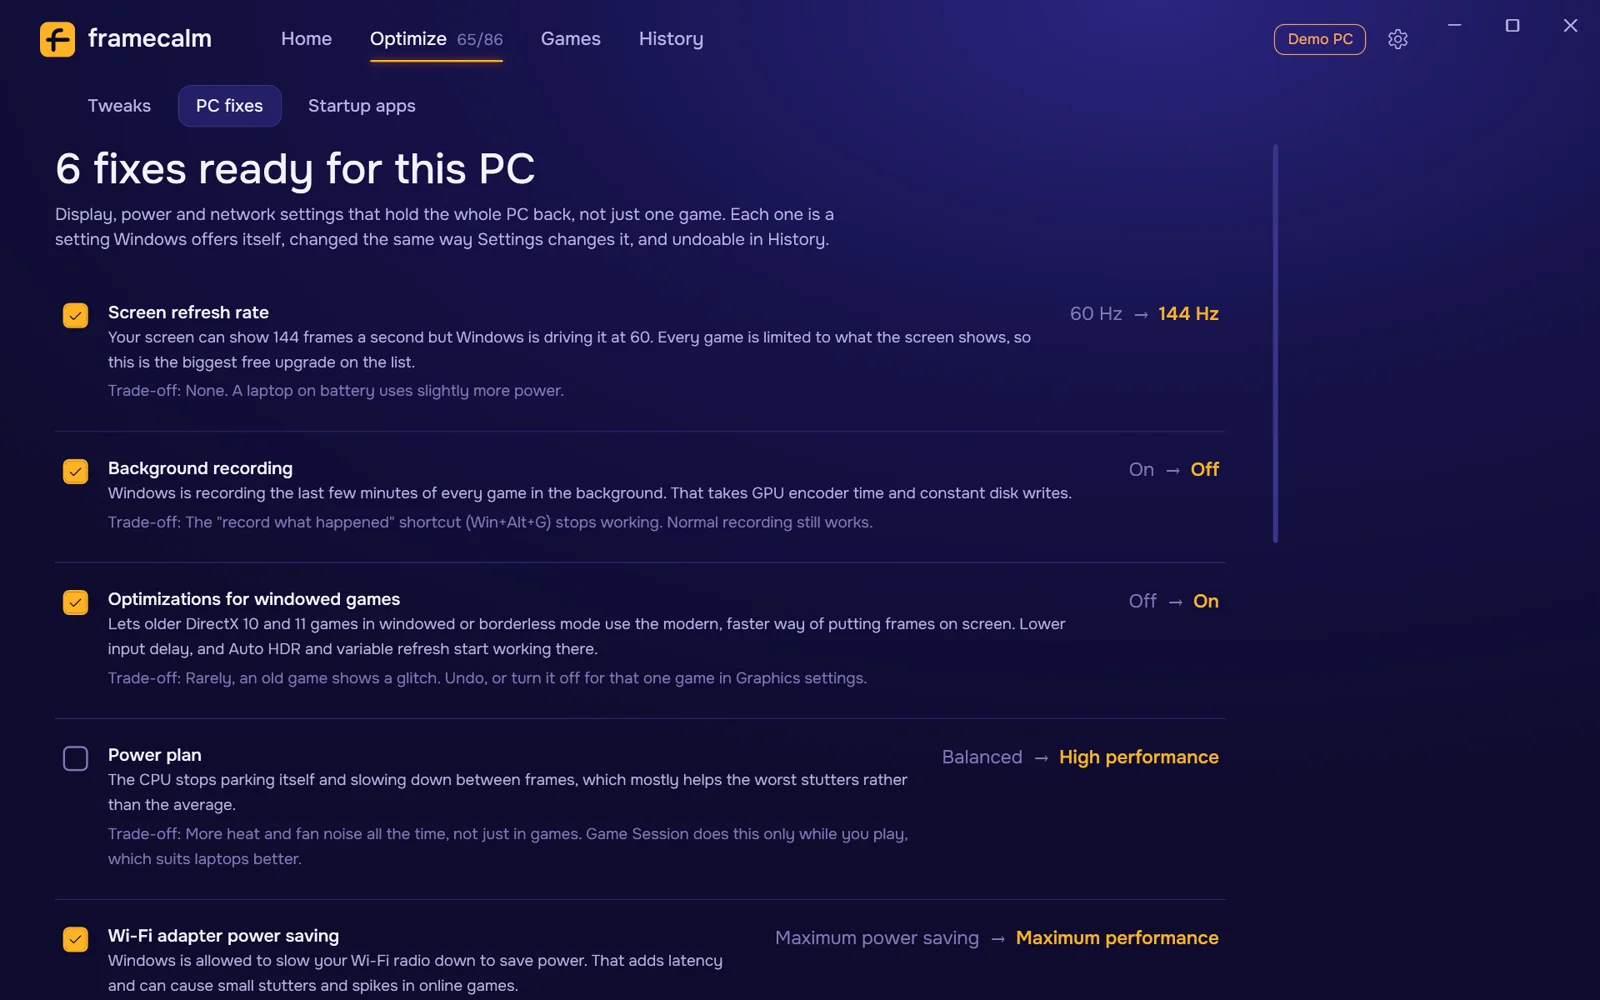 framecalm
Home
Optimize 65/86
Games
History
Demo PC
Tweaks
PC fixes
Startup apps
6 fixes ready for this PC
Display, power and network settings that hold the whole PC back, not just one game. Each one is a
setting Windows offers itself, changed the same way Settings changes it, and undoable in History.
Screen refresh rate
60 Hz → 144 Hz
Your screen can show 144 frames a second but Windows is driving it at 60. Every game is limited to what the screen shows, so
this is the biggest free upgrade on the list.
Trade-off: None. A laptop on battery uses slightly more power.
Background recording
On → Off
Windows is recording the last few minutes of every game in the background. That takes GPU encoder time and constant disk writes.
Trade-off: The "record what happened" shortcut (Win+Alt+G) stops working. Normal recording still works.
Optimizations for windowed games
Off → On
Lets older DirectX 10 and 11 games in windowed or borderless mode use the modern, faster way of putting frames on screen. Lower
input delay, and Auto HDR and variable refresh start working there.
Trade-off: Rarely, an old game shows a glitch. Undo, or turn it off for that one game in Graphics settings.
Power plan
Balanced → High performance
The CPU stops parking itself and slowing down between frames, which mostly helps the worst stutters rather
than the average.
Trade-off: More heat and fan noise all the time, not just in games. Game Session does this only while you play,
which suits laptops better.
Wi-Fi adapter power saving
Maximum power saving → Maximum performance
Windows is allowed to slow your Wi-Fi radio down to save power. That adds latency
and can cause small stutters and spikes in online games.